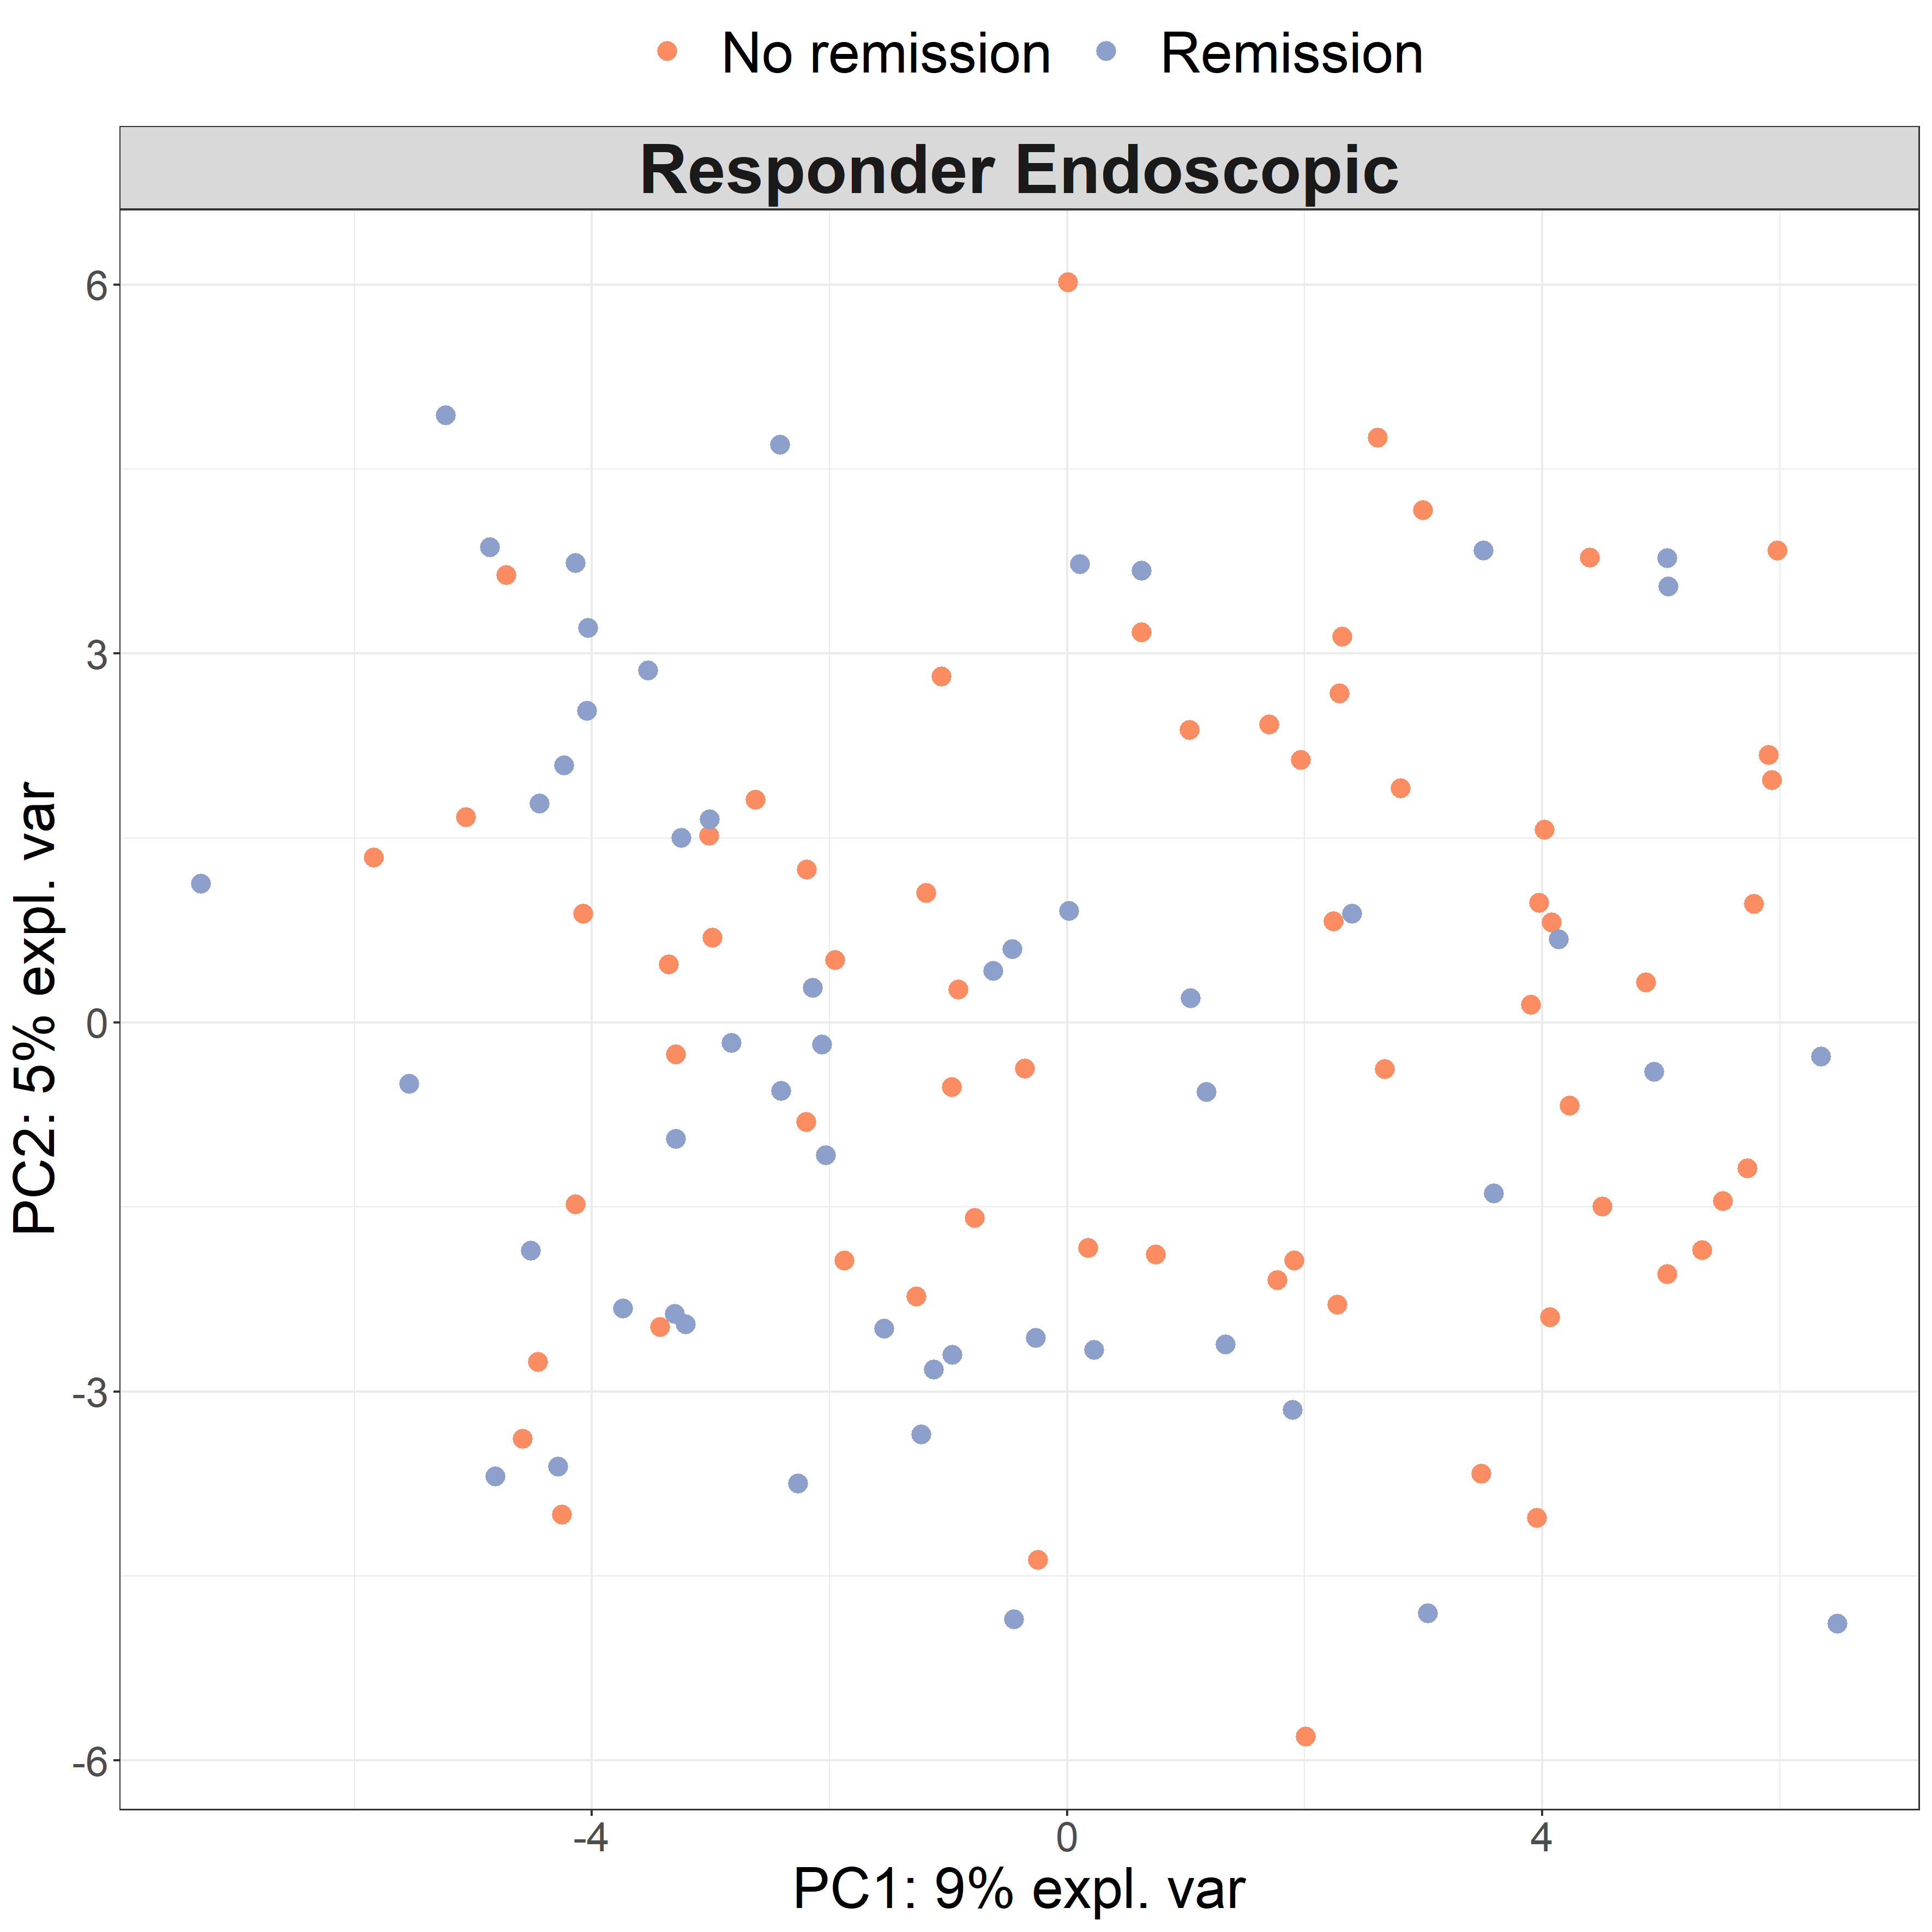 No remission Remission
Responder Endoscopic
6
3
0
-3
-6
PC2: 5% expl. var
-4 0 4
PC1: 9% expl. var